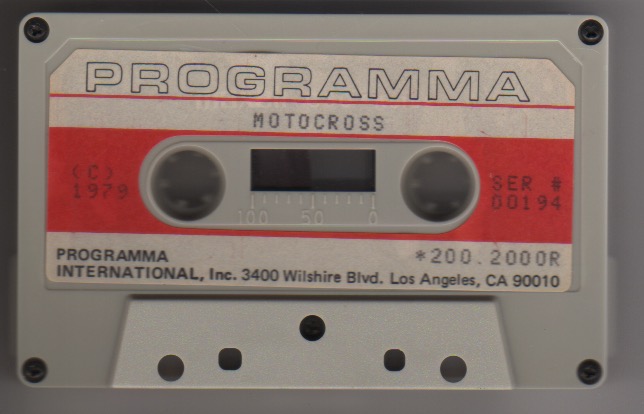 PROGRAMMA
MOTOCROSS
(C)
1979
SER #
00194
100 50 0
*200.2000R
PROGRAMMA
INTERNATIONAL, Inc. 3400 Wilshire Blvd. Los Angeles, CA 90010